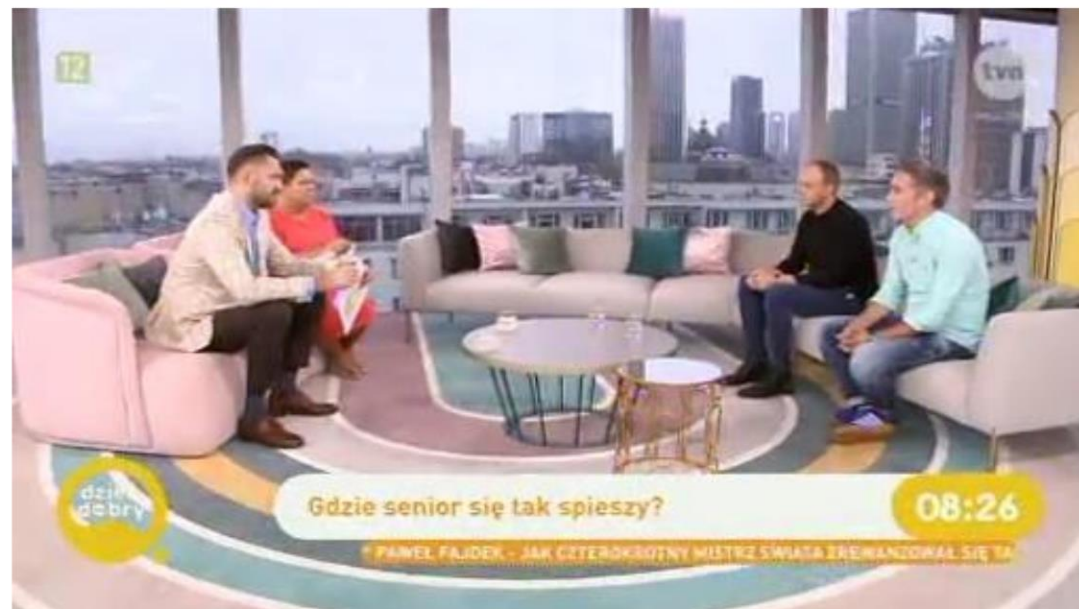 12
tvn
dzień
dobry
Gdzie senior się tak spieszy?
08:26
* PAWEŁ FAJDEK - JAK CZTEROKROTNY MISTRZ ŚWIATA ZREWANŻOWAŁ SIĘ TA